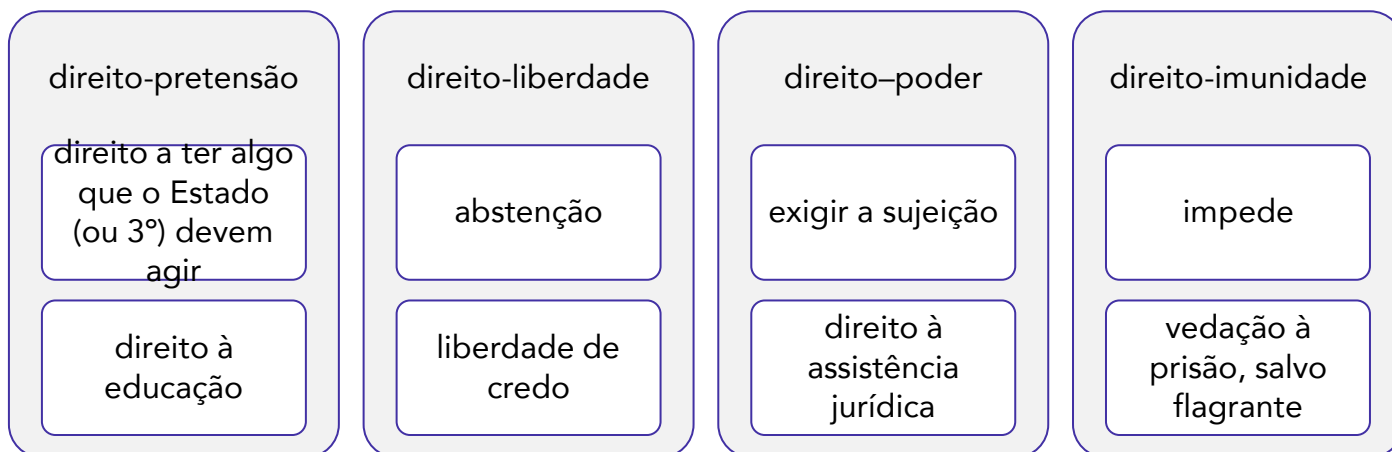 direito-pretensão
direito a ter algo
que o Estado
(ou 3º) devem
agir
direito à
educação
direito-liberdade
abstenção
liberdade de
credo
direito–poder
exigir a sujeição
direito à
assistência
jurídica
direito-imunidade
impede
vedação à
prisão, salvo
flagrante